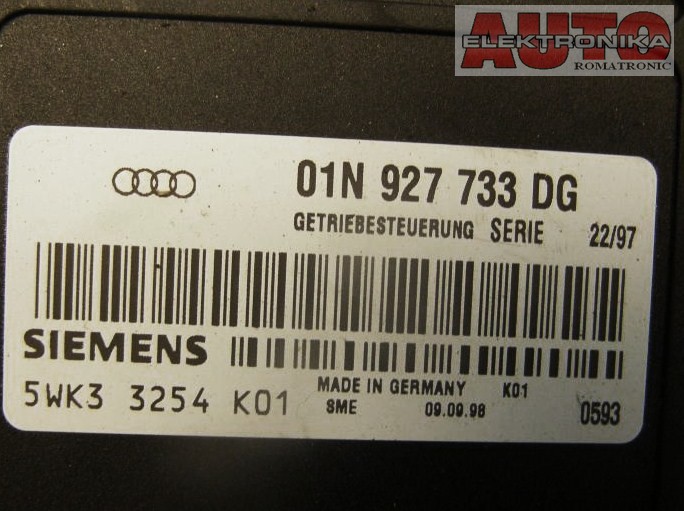 AUTO
ELEKTRONIKA
ROMATRONIC
01N 927 733 DG
GETRIEBESTEUERUNG SERIE 22/97
SIEMENS
MADE IN GERMANY K01
5WK3 3254 K01
SME 09.09.98 0593